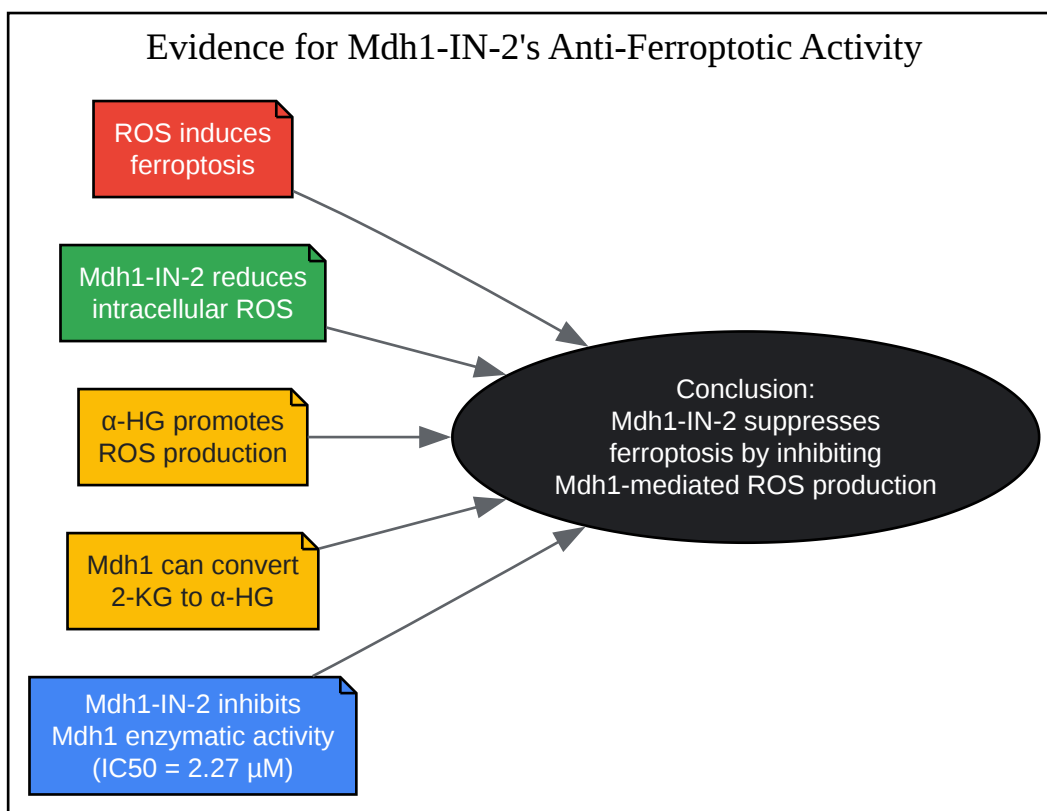 Evidence for Mdh1-IN-2's Anti-Ferroptotic Activity
ROS induces
ferroptosis
Mdh1-IN-2 reduces
intracellular ROS
α-HG promotes
ROS production
Mdh1 can convert
2-KG to α-HG
Mdh1-IN-2 inhibits
Mdh1 enzymatic activity
(IC50 = 2.27 µM)
Conclusion:
Mdh1-IN-2 suppresses
ferroptosis by inhibiting
Mdh1-mediated ROS production